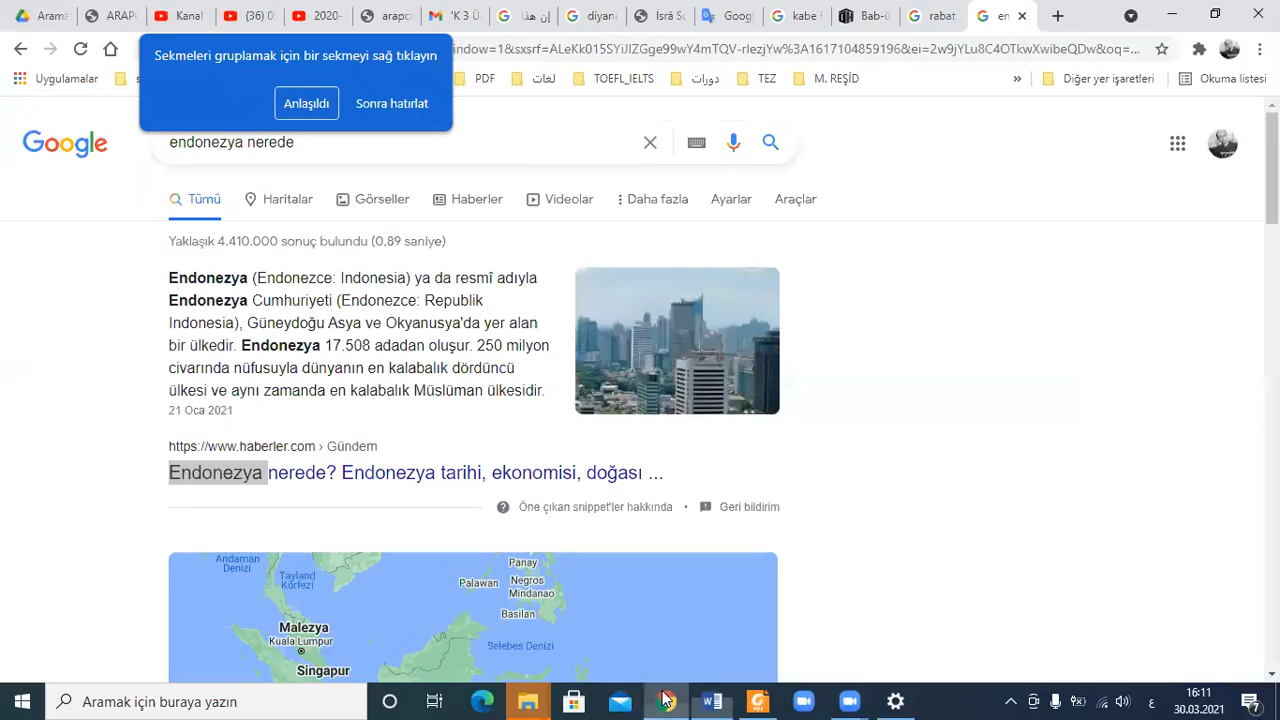 Arama
ARAPÇ
Kanal
(36) 05
2020-
arapça
"K 3 Ü
إن هذا
diyan
İsrâ Su
Googl
kabe f
Bab-ü
rabat
en
Sekmeleri gruplamak için bir sekmeyi sağ tıklayın
Anlaşıldı
Sonra hatırlat
indow=1&sxsrf=ALeKk015SYiJIZGge99wY4mTQV-rlezjYw%3A1617104859196&ei=2w9jYLu8C4OTkwXwibeQDw&oq=...
Uygulamalar
s
PDF
لغات
TOEFL_IELTS
دورات
TEZ
M. REŞİD
»
Diğer yer işaretleri
Okuma listesi
Google
endonezya nerede
Tümü
Haritalar
Görseller
Haberler
Videolar
Daha fazla
Ayarlar
Araçlar
Yaklaşık 4.410.000 sonuç bulundu (0,89 saniye)
Endonezya (Endonezce: Indonesia) ya da resmî adıyla
Endonezya Cumhuriyeti (Endonezce: Republik
Indonesia), Güneydoğu Asya ve Okyanusya'da yer alan
bir ülkedir. Endonezya 17.508 adadan oluşur. 250 milyon
civarında nüfusuyla dünyanın en kalabalık dördüncü
ülkesi ve aynı zamanda en kalabalık Müslüman ülkesidir.
21 Oca 2021
https://www.haberler.com › Gündem
Endonezya nerede? Endonezya tarihi, ekonomisi, doğası ...
Öne çıkan snippet'ler hakkında • Geri bildirim
Andaman
Denizi
Tayland
Körfezi
Panay
Palawan
Negros
Mindanao
Basilan
Malezya
Kuala Lumpur
Selebes Denizi
Singapur
Aramak için buraya yazın
ع
16:11
30.03.2021
7